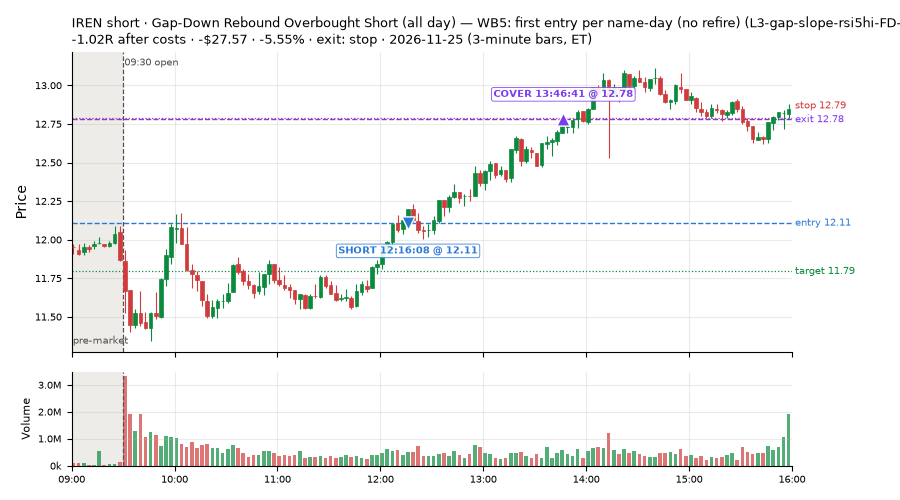 IREN short · Gap-Down Rebound Overbought Short (all day) — WB5: first entry per name-day (no refire) (L3-gap-slope-rsi5hi-FD-
-1.02R after costs · -$27.57 · -5.55% · exit: stop · 2026-11-25 (3-minute bars, ET)
09:30 open
13.00
COVER 13:46:41 @ 12.78
stop 12.79
12.75
exit 12.78
12.50
Price
12.25
entry 12.11
12.00
SHORT 12:16:08 @ 12.11
11.75
target 11.79
11.50
pre-market
3.0M
2.0M
Volume
1.0M
0k
09:00 10:00 11:00 12:00 13:00 14:00 15:00 16:00